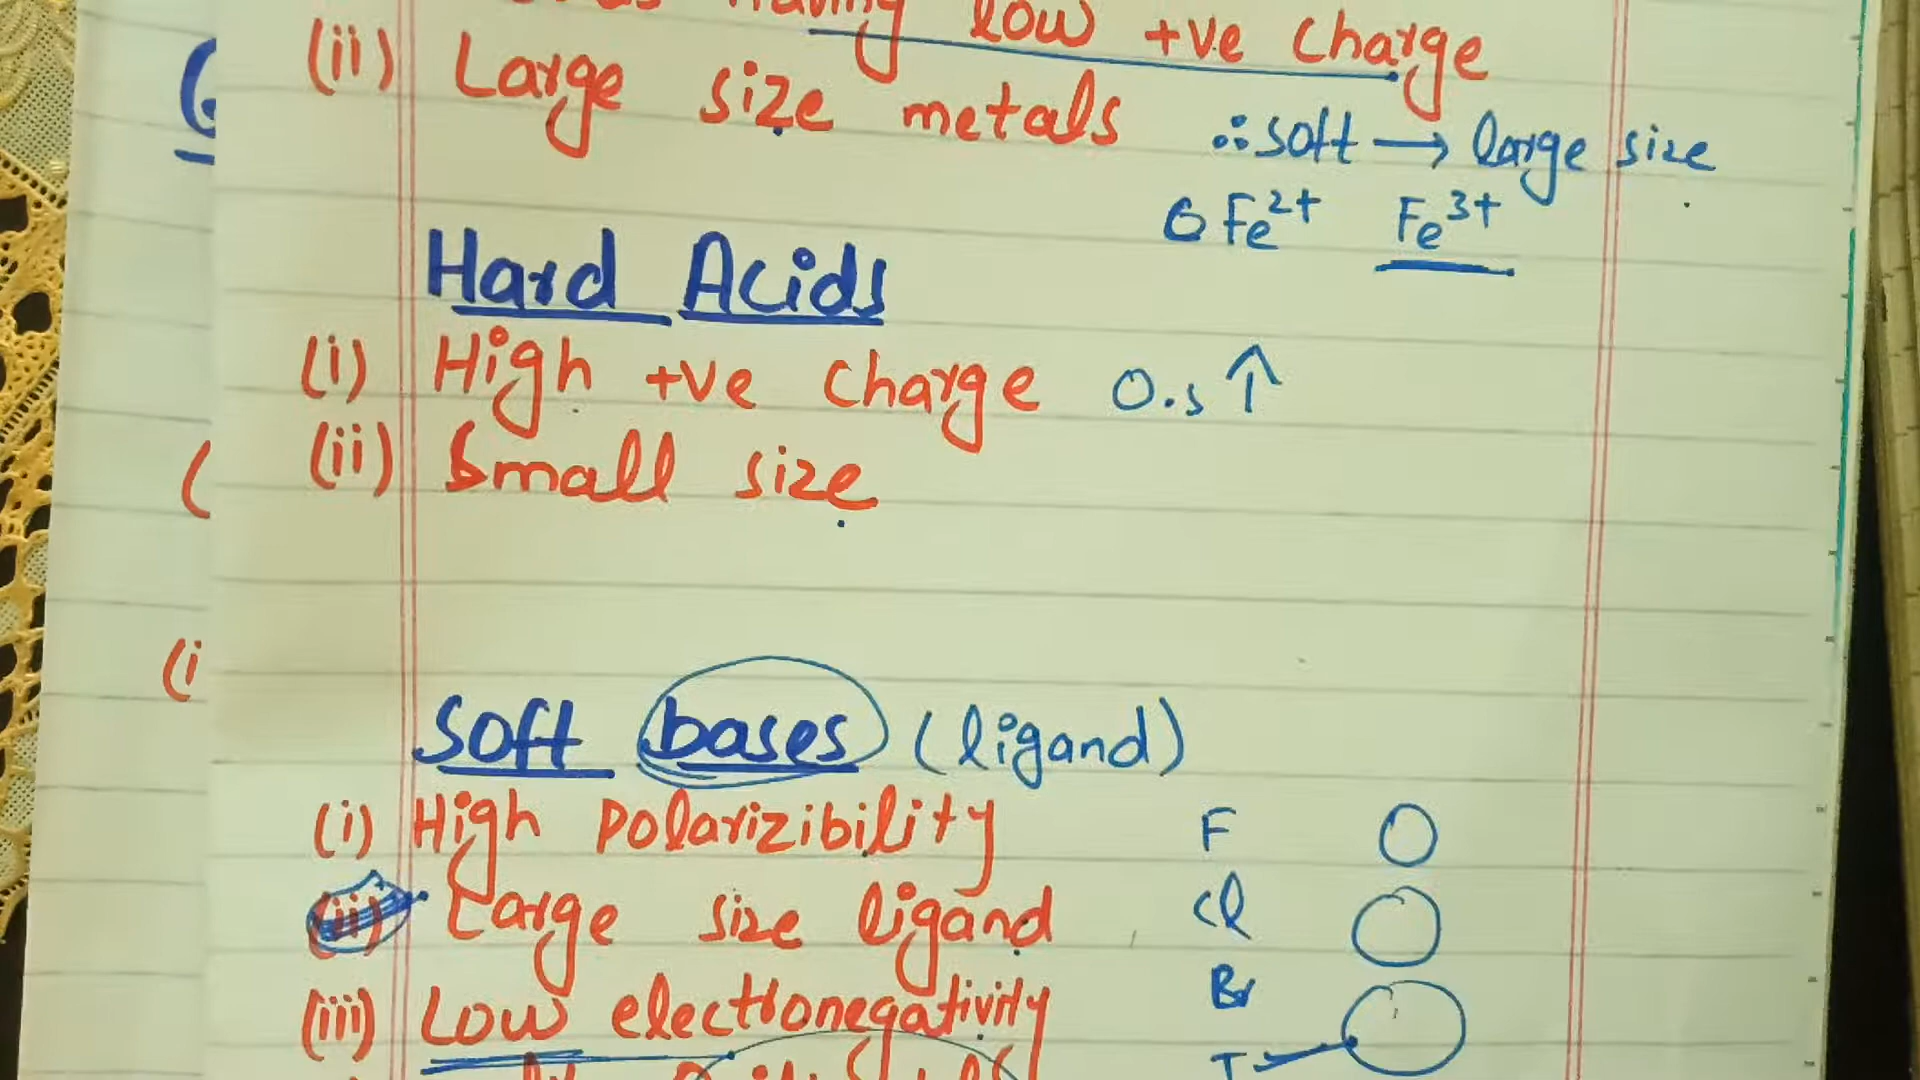 having low +ve charge
(ii) Large size metals
∴ soft → large size
Fe²⁺ Fe³⁺
Hard Acids
(i) High +ve charge O.s ↑
(ii) Small size
Soft bases (ligand)
(i) High Polarizibility F
(ii) Large size ligand Cl
(iii) Low electronegativity Br
I